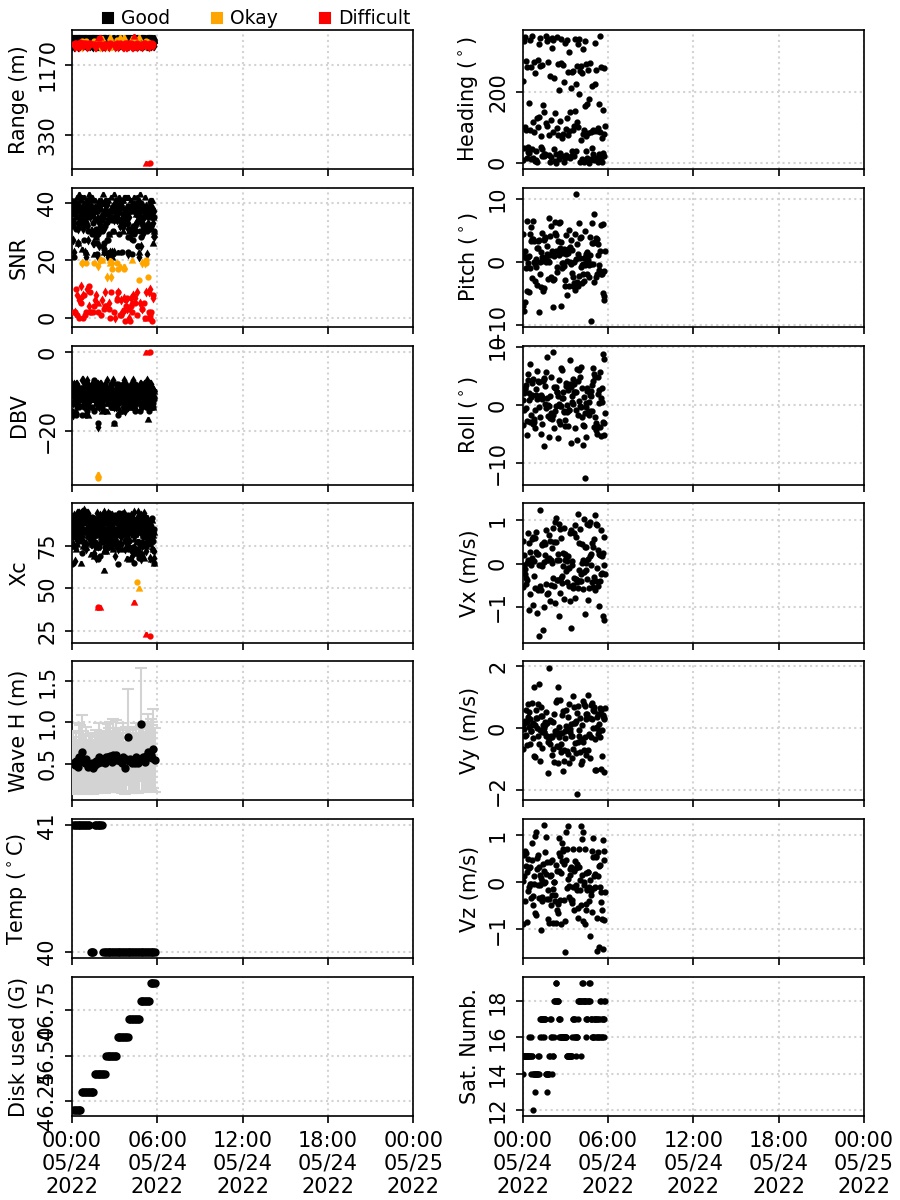 Good Okay Difficult
Range (m)
1170
330
Heading (°)
200
0
SNR
40
20
0
Pitch (°)
10
0
−10
DBV
0
−20
Roll (°)
10
0
−10
Xc
75
50
25
Vx (m/s)
1
0
−1
Wave H (m)
1.5
1.0
0.5
Vy (m/s)
2
0
−2
Temp (°C)
41
40
Vz (m/s)
1
0
−1
Disk used (G)
46.75
46.50
46.25
Sat. Numb.
18
16
14
12
00:00 06:00 12:00 18:00 00:00
05/24 05/24 05/24 05/24 05/25
2022 2022 2022 2022 2022
00:00 06:00 12:00 18:00 00:00
05/24 05/24 05/24 05/24 05/25
2022 2022 2022 2022 2022